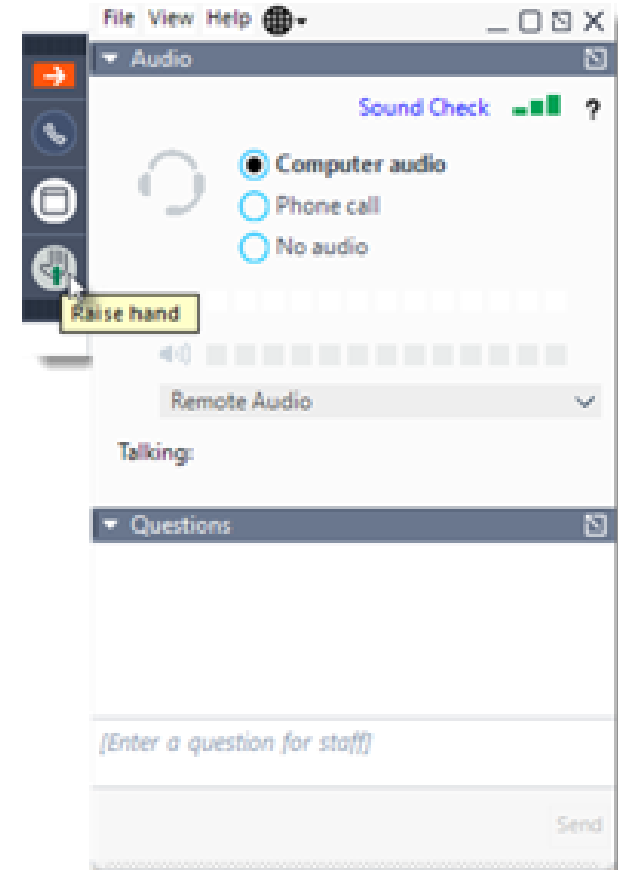 File View Help
Audio
Sound Check ?
Computer audio
Phone call
No audio
Raise hand
Remote Audio
Talking:
Questions
[Enter a question for staff]
Send